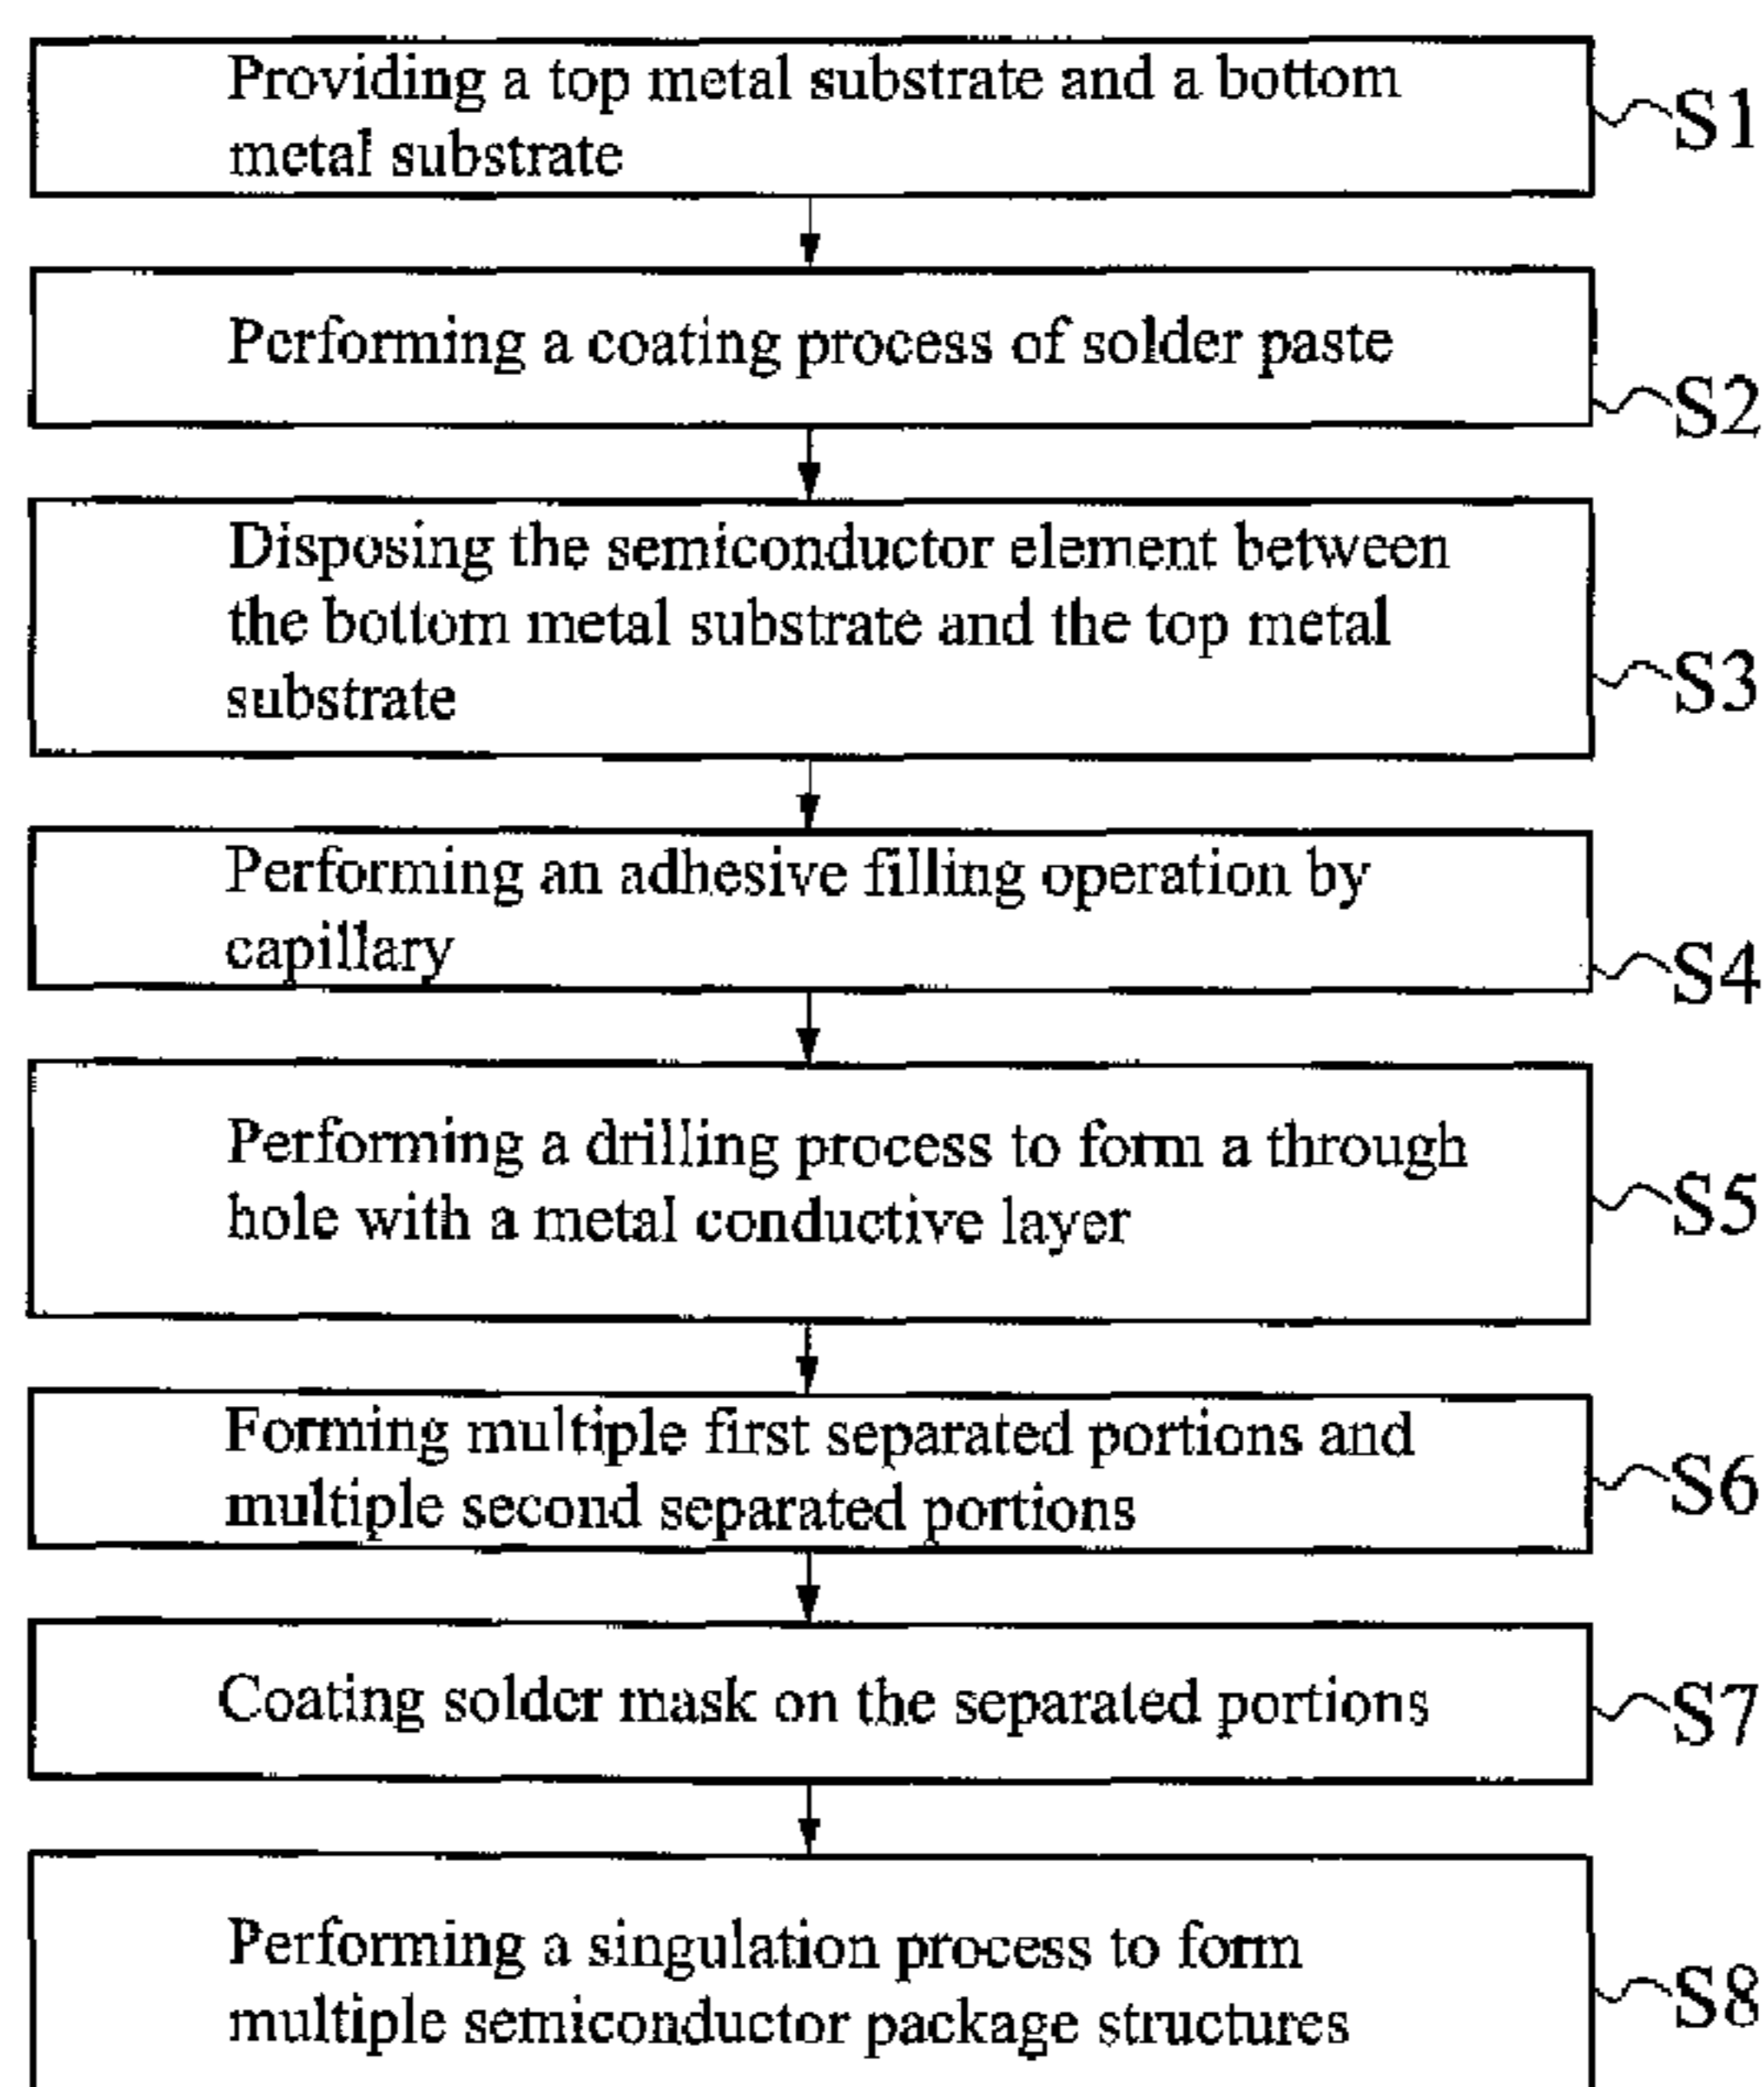 Providing a top metal substrate and a bottom
metal substrate
S1
Performing a coating process of solder paste
S2
Disposing the semiconductor element between
the bottom metal substrate and the top metal
substrate
S3
Performing an adhesive filling operation by
capillary
S4
Performing a drilling process to form a through
hole with a metal conductive layer
S5
Forming multiple first separated portions and
multiple second separated portions
S6
Coating solder mask on the separated portions
S7
Performing a singulation process to form
multiple semiconductor package structures
S8